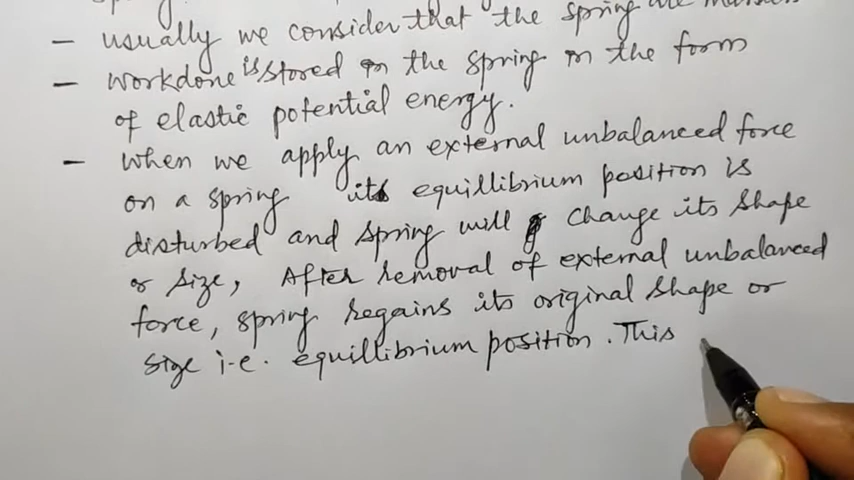 spring
- usually we consider that the spring are
- workdone is stored in the spring in the form
of elastic potential energy.
- when we apply an external unbalanced force
on a spring its equillibrium position is
disturbed and spring will change its shape
or size, After removal of external unbalanced
force, spring regains its original shape or
size i-e. equillibrium position. This